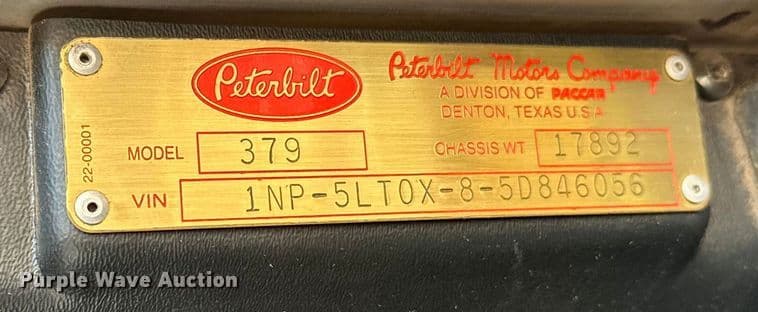 Peterbilt
Peterbilt Motors Company
A DIVISION OF PACCAR
DENTON, TEXAS U.S.A
MODEL 379 CHASSIS WT 17892
VIN 1NP-5LT0X-8-5D846056
22-00001
Purple Wave Auction